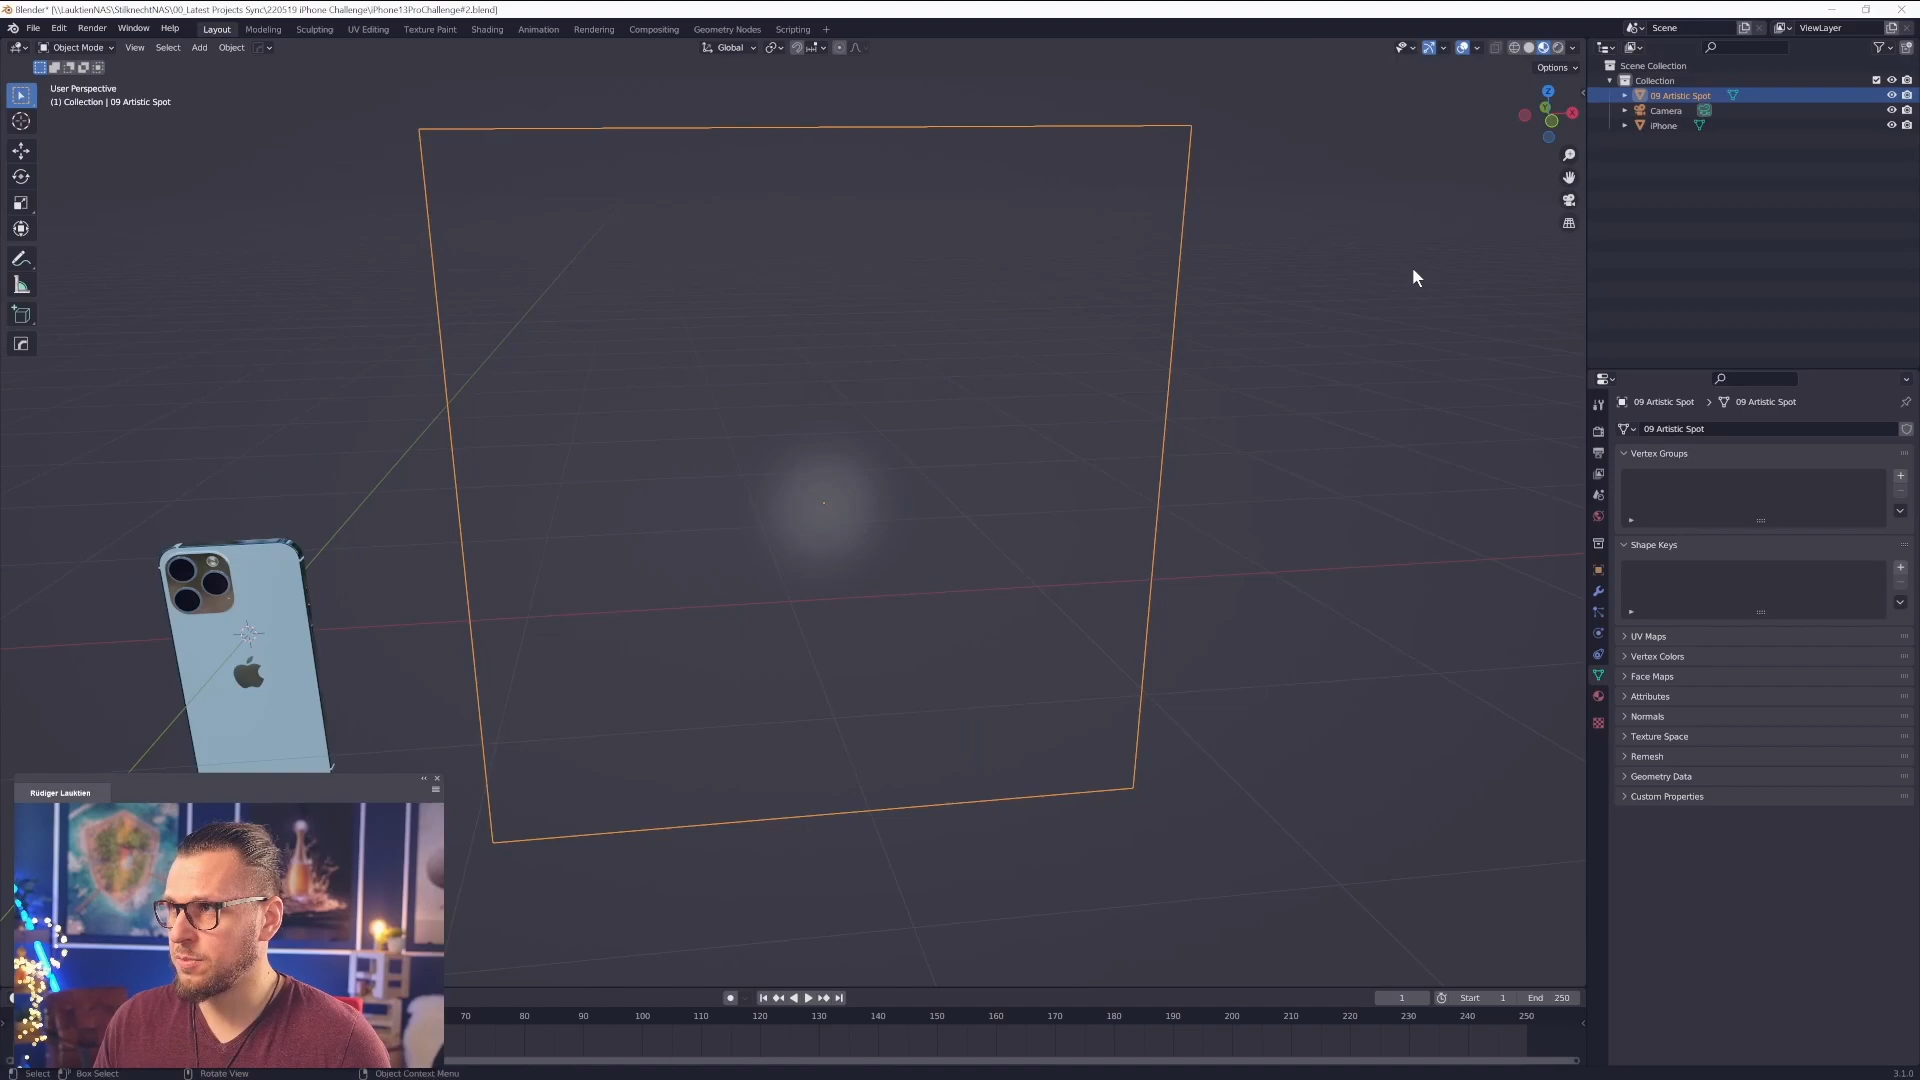 Blender* [\\LauktienNAS\StilknechtNAS\00_Latest Projects Sync\220519 iPhone Challenge\iPhone13ProChallenge#2.blend]
File Edit Render Window Help Layout Modeling Sculpting UV Editing Texture Paint Shading Animation Rendering Compositing Geometry Nodes Scripting +
Scene
ViewLayer
Object Mode View Select Add Object
Global
Options
User Perspective
(1) Collection | 09 Artistic Spot
Z
Y
X
Scene Collection
Collection
09 Artistic Spot
Camera
iPhone
09 Artistic Spot > 09 Artistic Spot
09 Artistic Spot
Vertex Groups
Shape Keys
UV Maps
Vertex Colors
Face Maps
Attributes
Normals
Texture Space
Remesh
Geometry Data
Custom Properties
Rüdiger Lauktien
1 Start 1 End 250
70 80 90 100 110 120 130 140 150 160 170 180 190 200 210 220 230 240 250
Select Box Select Rotate View Object Context Menu
3.1.0